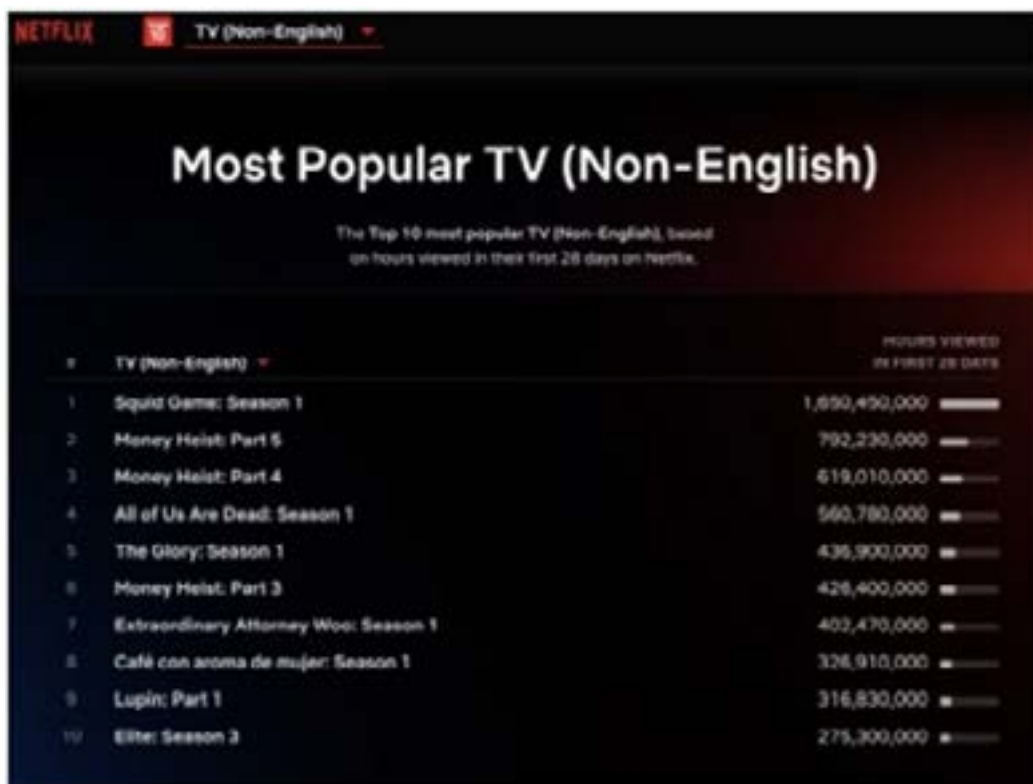 NETFLIX TOP 10 TV (Non-English)
Most Popular TV (Non-English)
The Top 10 most popular TV (Non-English), based
on hours viewed in their first 28 days on Netflix.
HOURS VIEWED
# TV (Non-English) IN FIRST 28 DAYS
1 Squid Game: Season 1 1,650,450,000
2 Money Heist: Part 5 792,230,000
3 Money Heist: Part 4 619,010,000
4 All of Us Are Dead: Season 1 560,780,000
5 The Glory: Season 1 436,900,000
6 Money Heist: Part 3 426,400,000
7 Extraordinary Attorney Woo: Season 1 402,470,000
8 Café con aroma de mujer: Season 1 326,910,000
9 Lupin: Part 1 316,830,000
10 Elite: Season 3 275,300,000